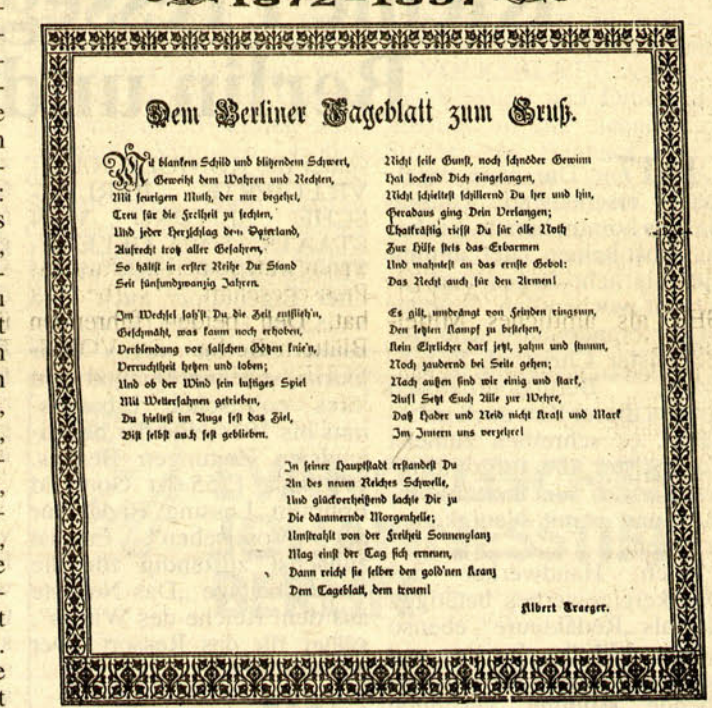 1872-1897
Dem Berliner Tageblatt zum Gruß.
Mit blankem Schild und blitzendem Schwert,
Geweiht dem Wahren und Rechten,
Mit feurigem Muth, der nur begehrt,
Treu für die Freiheit zu fechten,
Und jeder Herzschlag dem Vaterland,
Aufrecht trotz aller Gefahren,
So hältst in erster Reihe Du Stand
Seit fünfundzwanzig Jahren.
Im Wechsel sah'st Du die Zeit entflieh'n,
Geschmäht, was kaum noch erhoben,
Verblendung vor falschen Götzen knie'n,
Verruchtheit hetzen und toben;
Und ob der Wind sein lustiges Spiel
Mit Wetterfahnen getrieben,
Du hieltest im Auge fest das Ziel,
Bist selbst auch fest geblieben.
Nicht feile Gunst, noch schnöder Gewinn
Hat lockend Dich eingefangen,
Nicht schieltest schillernd Du her und hin,
Geradaus ging Dein Verlangen;
Thatkräftig riefst Du für alle Noth
Zur Hülfe stets das Erbarmen
Und mahntest an das ernste Gebot:
Das Recht auch für den Armen!
Es gilt, umdrängt von Feinden ringsum,
Den letzten Kampf zu bestehen,
Kein Ehrlicher darf jetzt, zahm und stumm,
Noch zaudernd bei Seite gehen;
Nach außen sind wir einig und stark,
Auf! Setzt Euch Alle zur Wehre,
Daß Hader und Neid nicht Kraft und Mark
Im Innern uns verzehre!
In seiner Hauptstadt erstandest Du
An des neuen Reiches Schwelle,
Und glückverheißend lachte Dir zu
Die dämmernde Morgenhelle;
Umstrahlt von der Freiheit Sonnenglanz
Mag einst der Tag sich erneuen,
Dann reicht sie selber den gold'nen Kranz
Dem Tageblatt, dem treuen!
Albert Traeger.